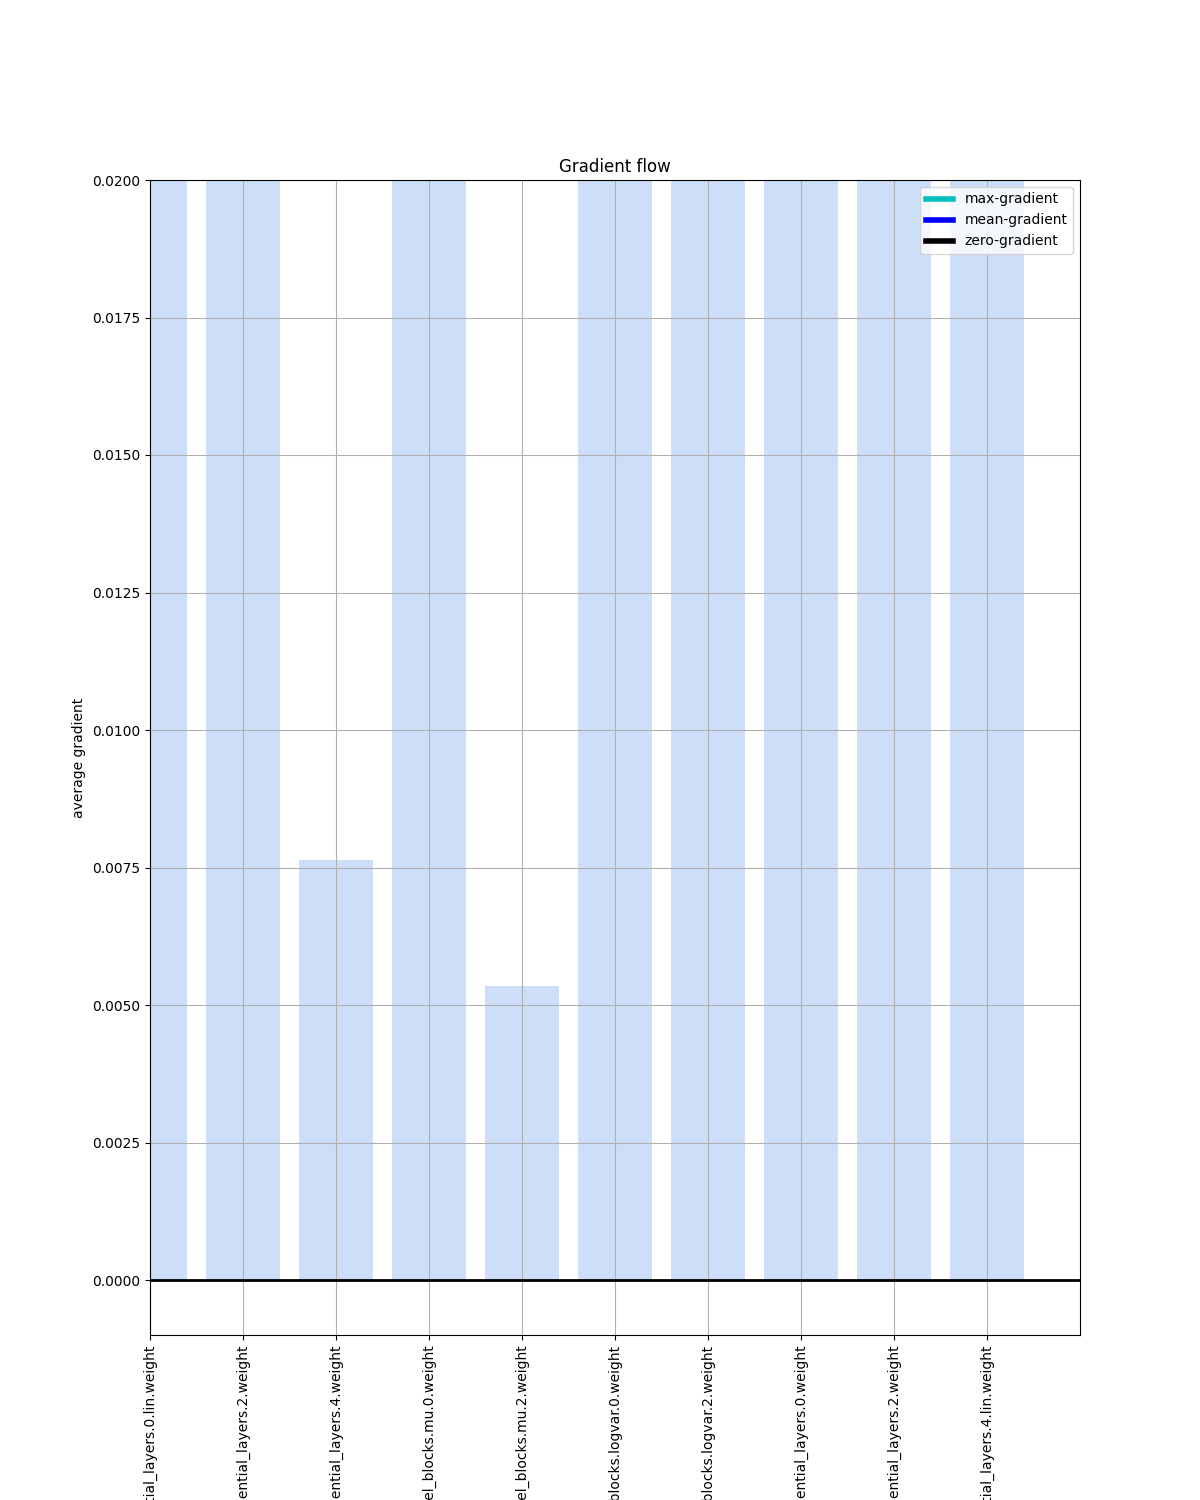 Gradient flow
max-gradient
mean-gradient
zero-gradient
0.0200
0.0175
0.0150
0.0125
0.0100
0.0075
0.0050
0.0025
0.0000
average gradient
tial_layers.0.lin.weight
ential_layers.2.weight
ential_layers.4.weight
el_blocks.mu.0.weight
el_blocks.mu.2.weight
blocks.logvar.0.weight
blocks.logvar.2.weight
ential_layers.0.weight
ential_layers.2.weight
tial_layers.4.lin.weight